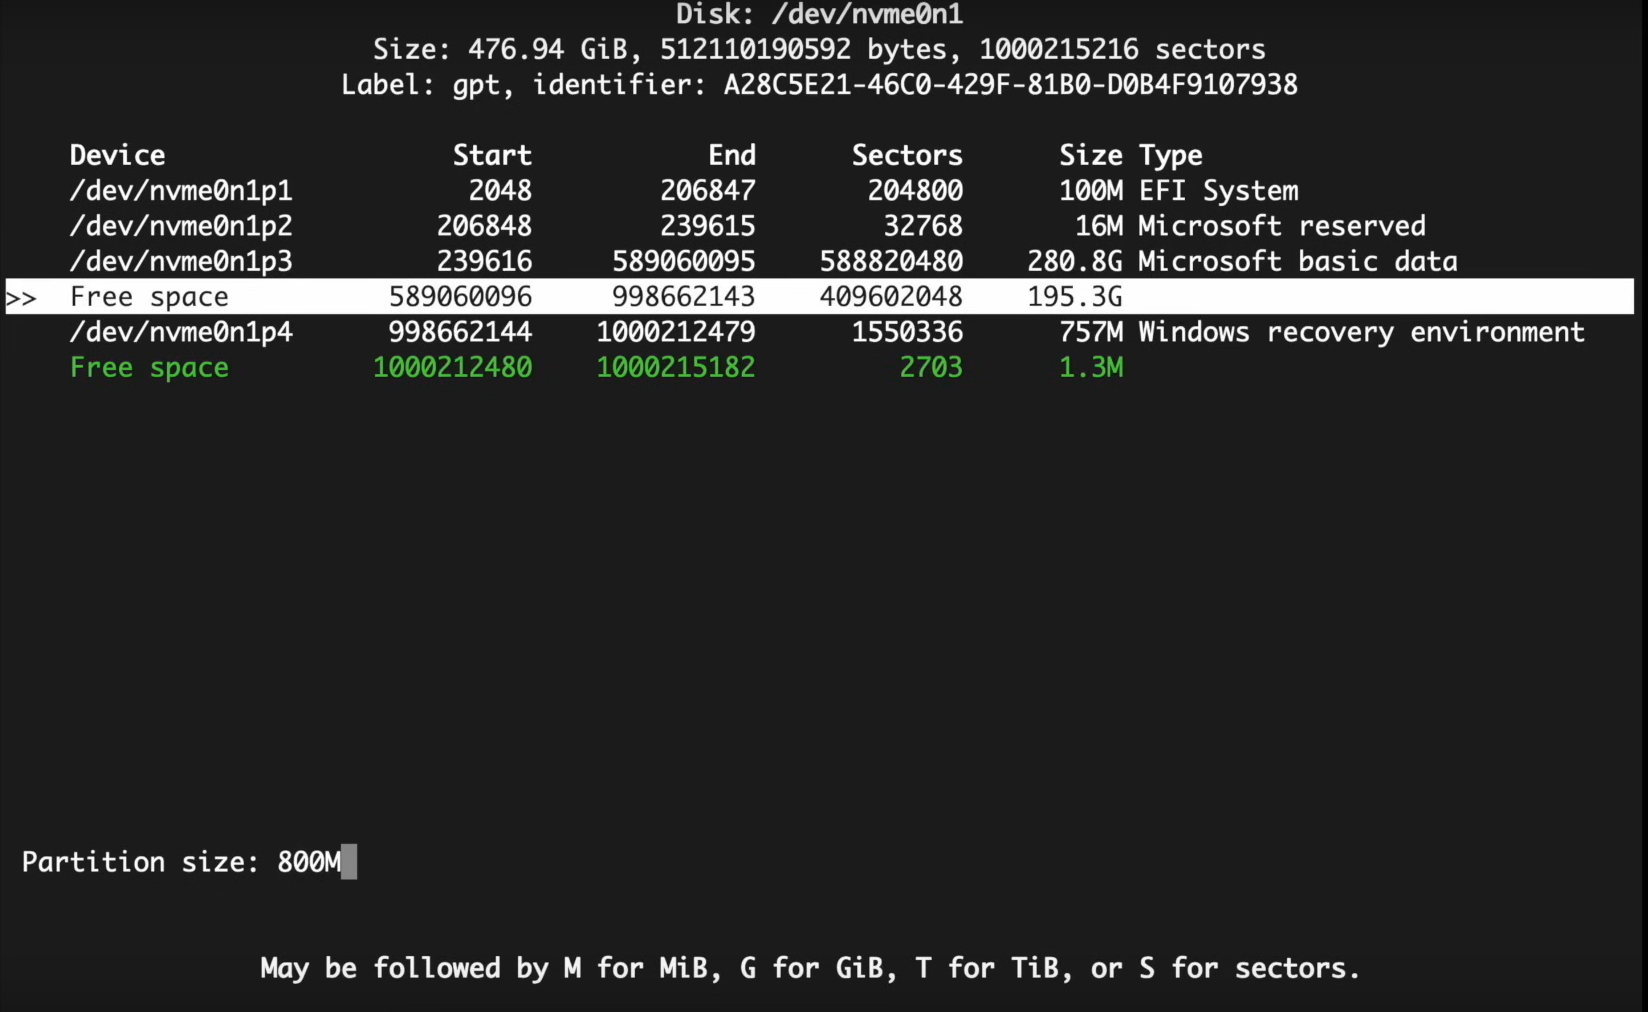 Disk: /dev/nvme0n1
Size: 476.94 GiB, 512110190592 bytes, 1000215216 sectors
Label: gpt, identifier: A28C5E21-46C0-429F-81B0-D0B4F9107938
Device Start End Sectors Size Type
/dev/nvme0n1p1 2048 206847 204800 100M EFI System
/dev/nvme0n1p2 206848 239615 32768 16M Microsoft reserved
/dev/nvme0n1p3 239616 589060095 588820480 280.8G Microsoft basic data
>> Free space 589060096 998662143 409602048 195.3G
/dev/nvme0n1p4 998662144 1000212479 1550336 757M Windows recovery environment
Free space 1000212480 1000215182 2703 1.3M
Partition size: 800M
May be followed by M for MiB, G for GiB, T for TiB, or S for sectors.